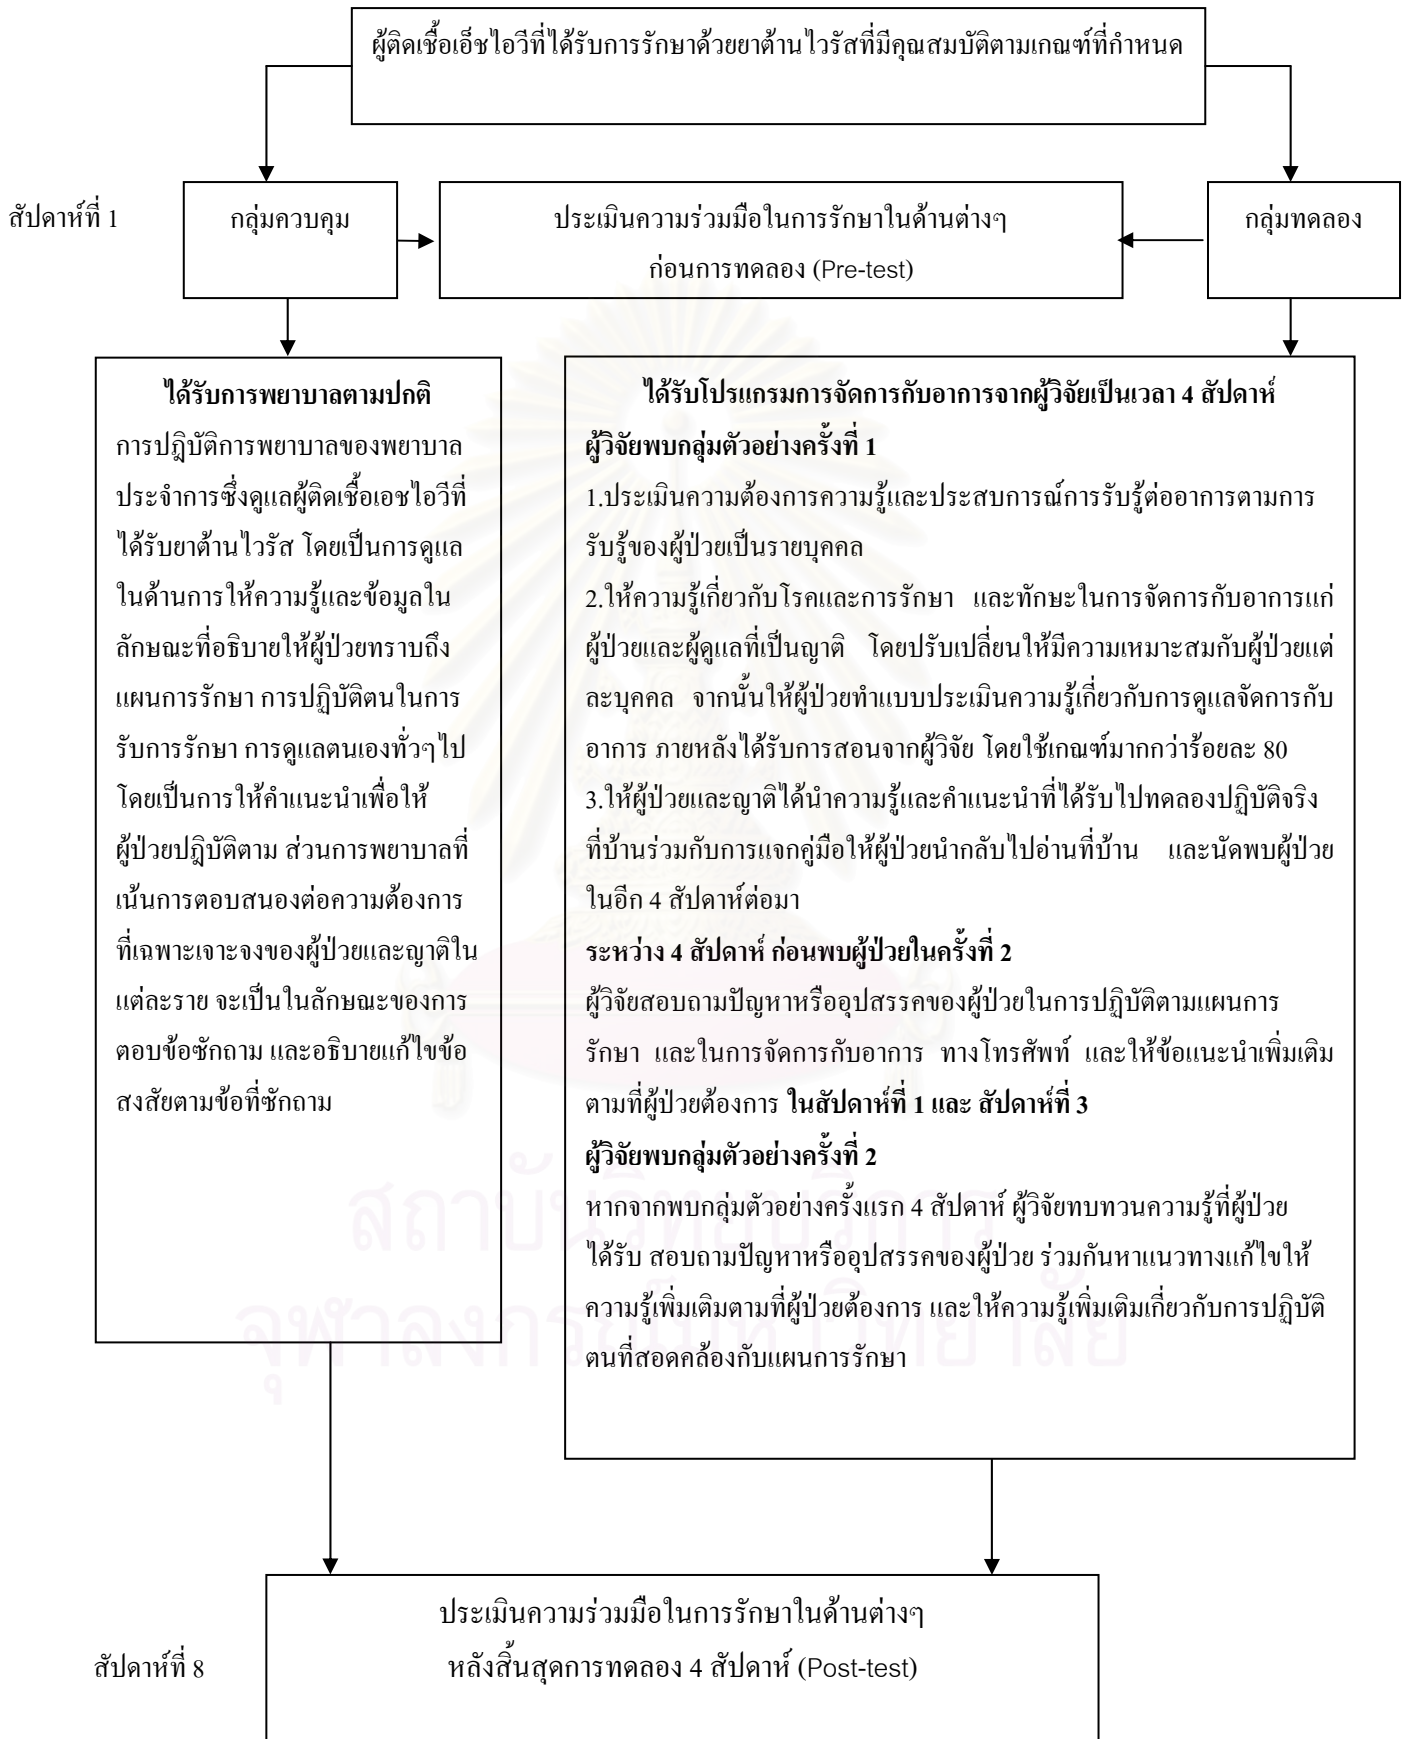 ผู้ติดเชื้อเอ็ชไอวีที่ได้รับการรักษาด้วยยาต้านไวรัสที่มีคุณสมบัติตามเกณฑ์ที่กำหนด
สัปดาห์ที่ 1
กลุ่มควบคุม
ประเมินความร่วมมือในการรักษาในด้านต่างๆ
ก่อนการทดลอง (Pre-test)
กลุ่มทดลอง
ได้รับการพยาบาลตามปกติ
การปฎิบัติการพยาบาลของพยาบาล
ประจำการซึ่งดูแลผู้ติดเชื้อเอชไอวีที่
ได้รับยาต้านไวรัส โดยเป็นการดูแล
ในด้านการให้ความรู้และข้อมูลใน
ลักษณะที่อธิบายให้ผู้ป่วยทราบถึง
แผนการรักษา การปฏิบัติตนในการ
รับการรักษา การดูแลตนเองทั่วๆไป
โดยเป็นการให้คำแนะนำเพื่อให้
ผู้ป่วยปฎิบัติตาม ส่วนการพยาบาลที่
เน้นการตอบสนองต่อความต้องการ
ที่เฉพาะเจาะจงของผู้ป่วยและญาติใน
แต่ละราย จะเป็นในลักษณะของการ
ตอบข้อซักถาม และอธิบายแก้ไขข้อ
สงสัยตามข้อที่ซักถาม
ได้รับโปรแกรมการจัดการกับอาการจากผู้วิจัยเป็นเวลา 4 สัปดาห์
ผู้วิจัยพบกลุ่มตัวอย่างครั้งที่ 1
1.ประเมินความต้องการความรู้และประสบการณ์การรับรู้ต่ออาการตามการ
รับรู้ของผู้ป่วยเป็นรายบุคคล
2.ให้ความรู้เกี่ยวกับโรคและการรักษา และทักษะในการจัดการกับอาการแก่
ผู้ป่วยและผู้ดูแลที่เป็นญาติ โดยปรับเปลี่ยนให้มีความเหมาะสมกับผู้ป่วยแต่
ละบุคคล จากนั้นให้ผู้ป่วยทำแบบประเมินความรู้เกี่ยวกับการดูแลจัดการกับ
อาการ ภายหลังได้รับการสอนจากผู้วิจัย โดยใช้เกณฑ์มากกว่าร้อยละ 80
3.ให้ผู้ป่วยและญาติได้นำความรู้และคำแนะนำที่ได้รับไปทดลองปฏิบัติจริง
ที่บ้านร่วมกับการแจกคู่มือให้ผู้ป่วยนำกลับไปอ่านที่บ้าน และนัดพบผู้ป่วย
ในอีก 4 สัปดาห์ต่อมา
ระหว่าง 4 สัปดาห์ ก่อนพบผู้ป่วยในครั้งที่ 2
ผู้วิจัยสอบถามปัญหาหรืออุปสรรคของผู้ป่วยในการปฏิบัติตามแผนการ
รักษา และในการจัดการกับอาการ ทางโทรศัพท์ และให้ข้อแนะนำเพิ่มเติม
ตามที่ผู้ป่วยต้องการ ในสัปดาห์ที่ 1 และ สัปดาห์ที่ 3
ผู้วิจัยพบกลุ่มตัวอย่างครั้งที่ 2
หากจากพบกลุ่มตัวอย่างครั้งแรก 4 สัปดาห์ ผู้วิจัยทบทวนความรู้ที่ผู้ป่วย
ได้รับ สอบถามปัญหาหรืออุปสรรคของผู้ป่วย ร่วมกันหาแนวทางแก้ไขให้
ความรู้เพิ่มเติมตามที่ผู้ป่วยต้องการ และให้ความรู้เพิ่มเติมเกี่ยวกับการปฏิบัติ
ตนที่สอดคล้องกับแผนการรักษา
สถาบันวิทยบริการ
จุฬาลงกรณ์มหาวิทยาลัย
สัปดาห์ที่ 8
ประเมินความร่วมมือในการรักษาในด้านต่างๆ
หลังสิ้นสุดการทดลอง 4 สัปดาห์ (Post-test)